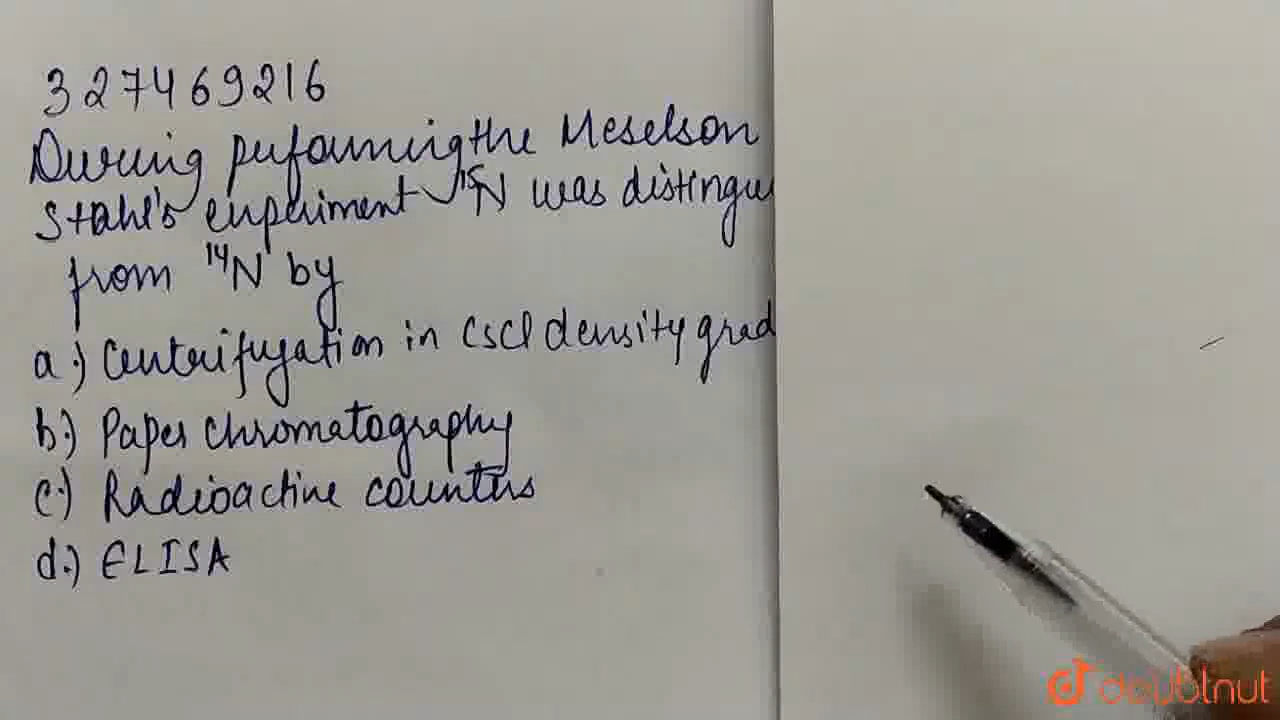 327469216
During performing the Meselson
Stahl's experiment ¹⁵N was distingu
from ¹⁴N by
a.) Centrifugation in CsCl density grad
b.) Paper chromatography
c.) Radioactive counters
d.) ELISA
doubtnut